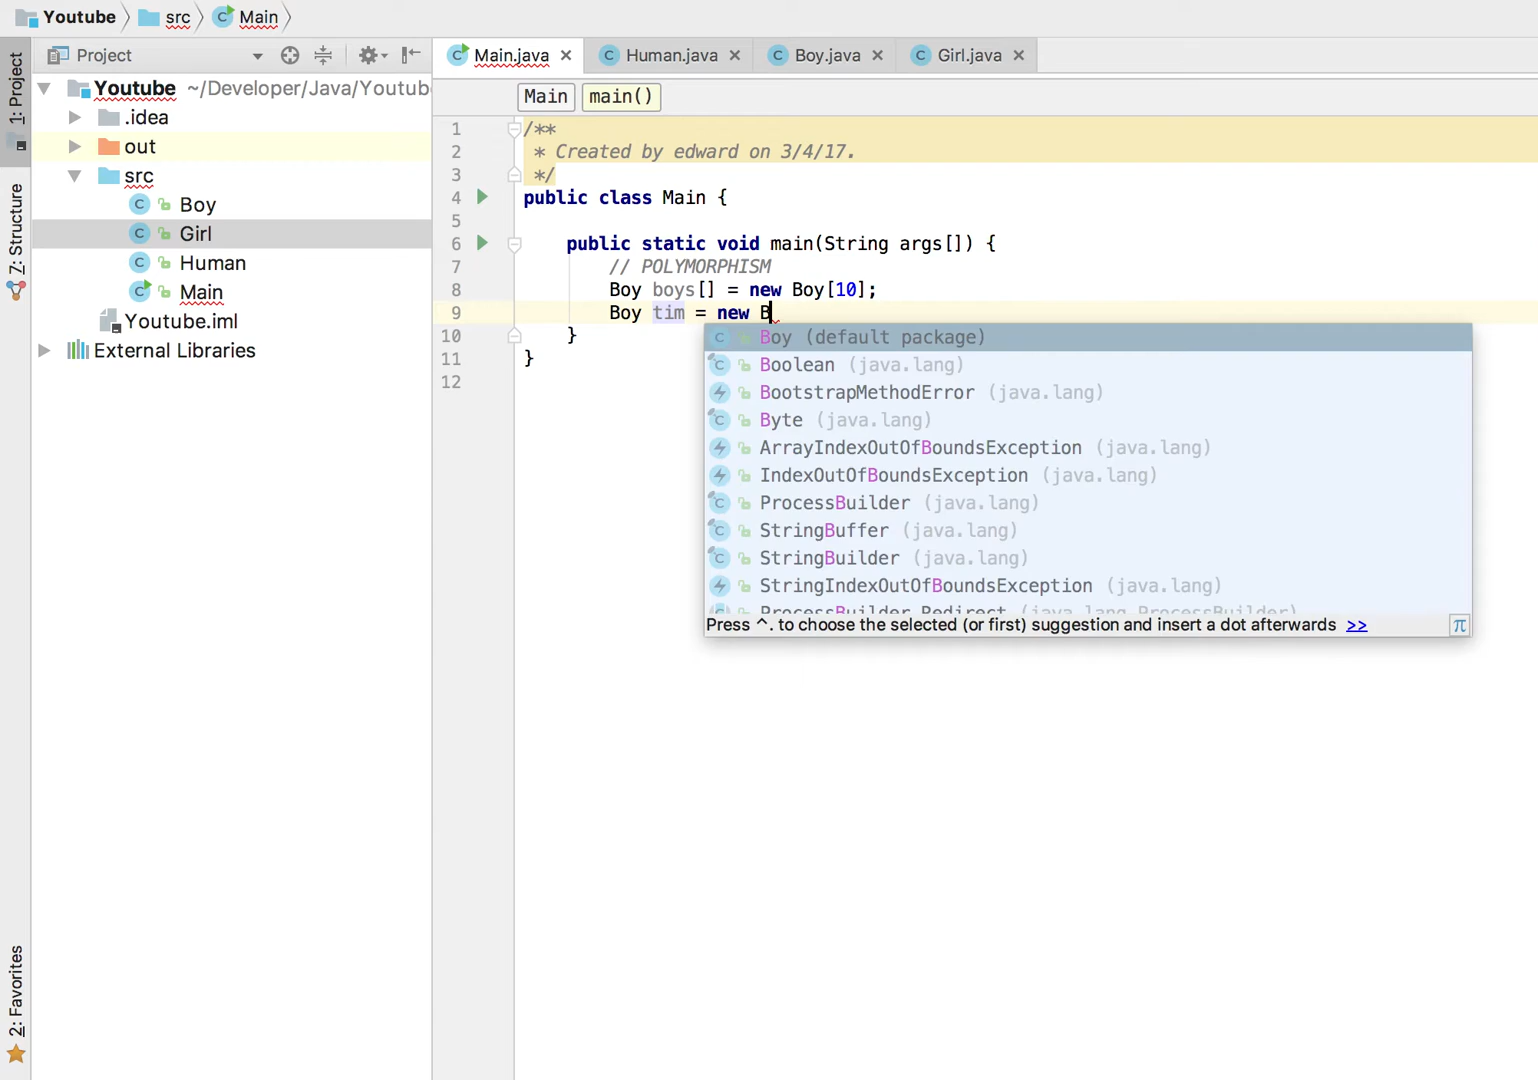 Youtube src Main
Project
Main.java Human.java Boy.java Girl.java
1: Project
Z: Structure
2: Favorites
Youtube ~/Developer/Java/Youtub
.idea
out
src
Boy
Girl
Human
Main
Youtube.iml
External Libraries
Main main()
1 /**
2 * Created by edward on 3/4/17.
3 */
4 public class Main {
5
6 public static void main(String args[]) {
7 // POLYMORPHISM
8 Boy boys[] = new Boy[10];
9 Boy tim = new B
10 }
11 }
12
Boy (default package)
Boolean (java.lang)
BootstrapMethodError (java.lang)
Byte (java.lang)
ArrayIndexOutOfBoundsException (java.lang)
IndexOutOfBoundsException (java.lang)
ProcessBuilder (java.lang)
StringBuffer (java.lang)
StringBuilder (java.lang)
StringIndexOutOfBoundsException (java.lang)
ProcessBuilder.Redirect (java.lang.ProcessBuilder)
Press ^. to choose the selected (or first) suggestion and insert a dot afterwards >> π